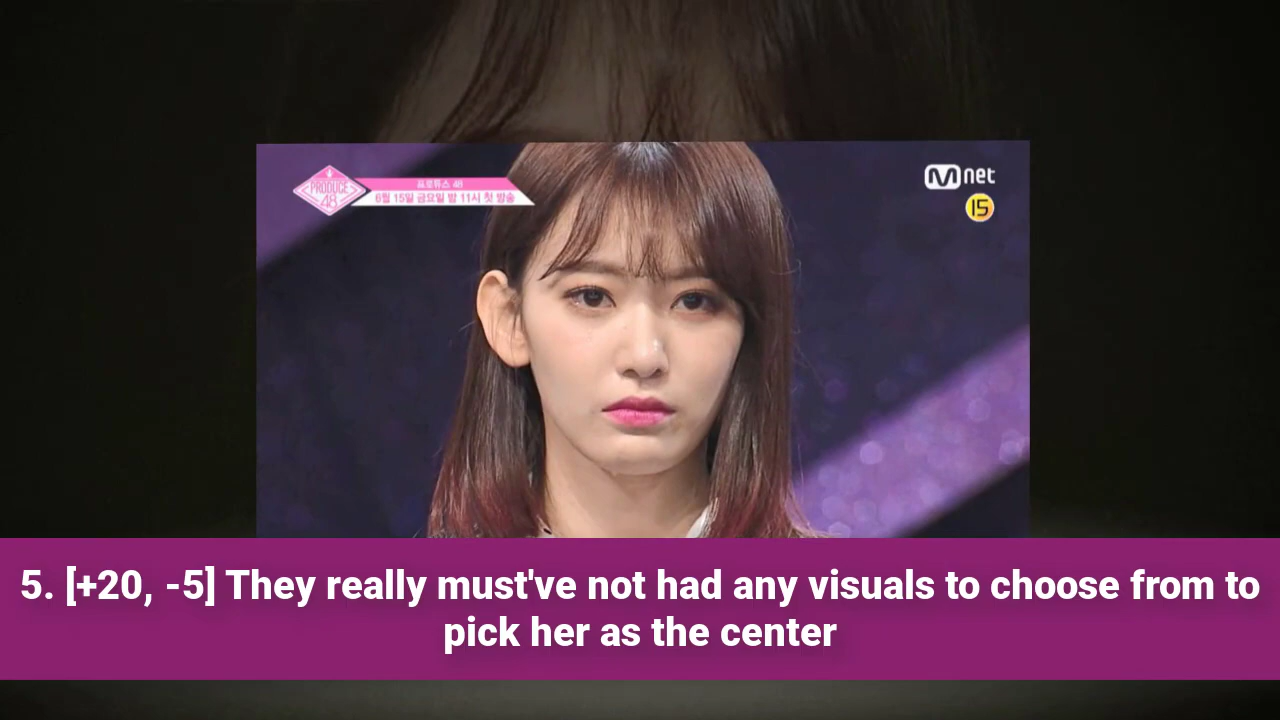 PRODUCE
48
프로듀스 48
6월 15일 금요일 밤 11시 첫 방송
Mnet
15
5. [+20, -5] They really must've not had any visuals to choose from to
pick her as the center